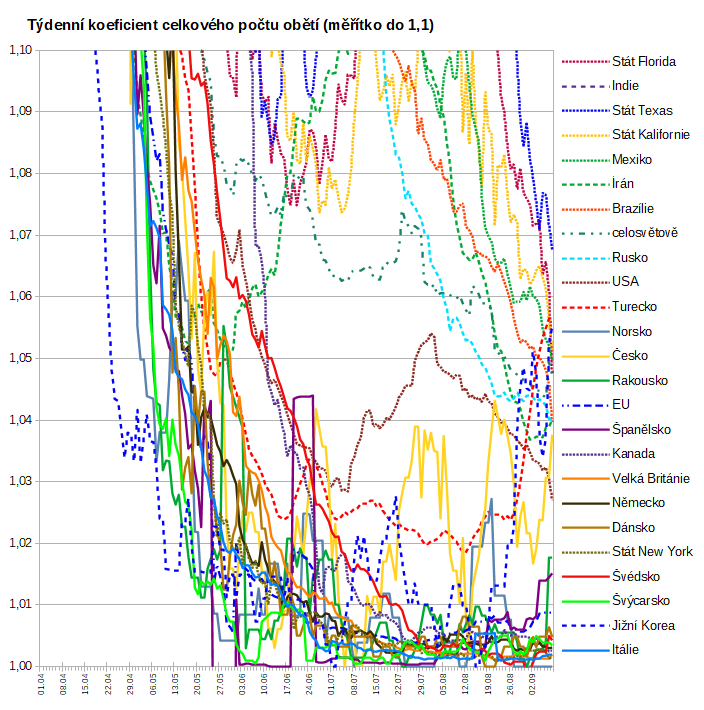 Týdenní koeficient celkového počtu obětí (měřítko do 1,1)
1,10
1,09
1,08
1,07
1,06
1,05
1,04
1,03
1,02
1,01
1,00
01.04
08.04
15.04
22.04
29.04
06.05
13.05
20.05
27.05
03.06
10.06
17.06
24.06
01.07
08.07
15.07
22.07
29.07
05.08
12.08
19.08
26.08
02.09
Stát Florida
Indie
Stát Texas
Stát Kalifornie
Mexiko
Írán
Brazílie
celosvětově
Rusko
USA
Turecko
Norsko
Česko
Rakousko
EU
Španělsko
Kanada
Velká Británie
Německo
Dánsko
Stát New York
Švédsko
Švýcarsko
Jižní Korea
Itálie